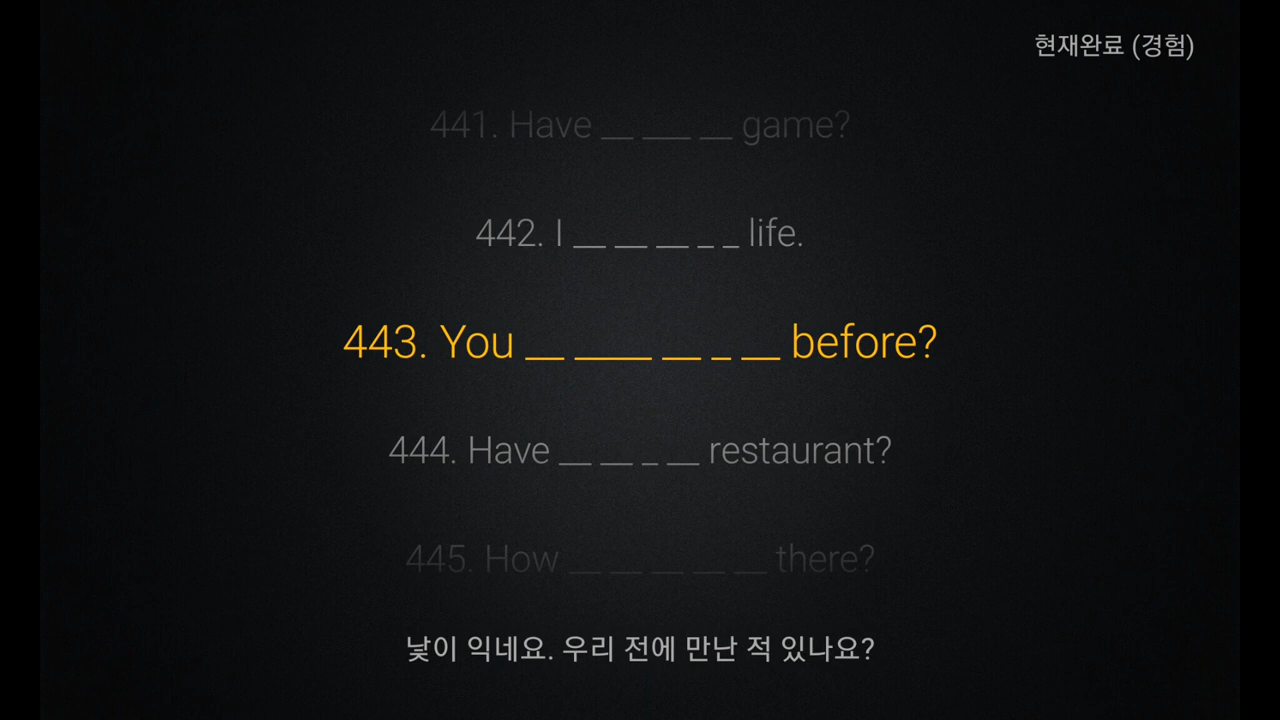 현재완료 (경험)
441. Have __ ___ __ game?
442. I __ __ __ _ _ life.
443. You __ ____ __ _ __ before?
444. Have __ __ _ __ restaurant?
445. How __ __ __ __ __ there?
낯이 익네요. 우리 전에 만난 적 있나요?